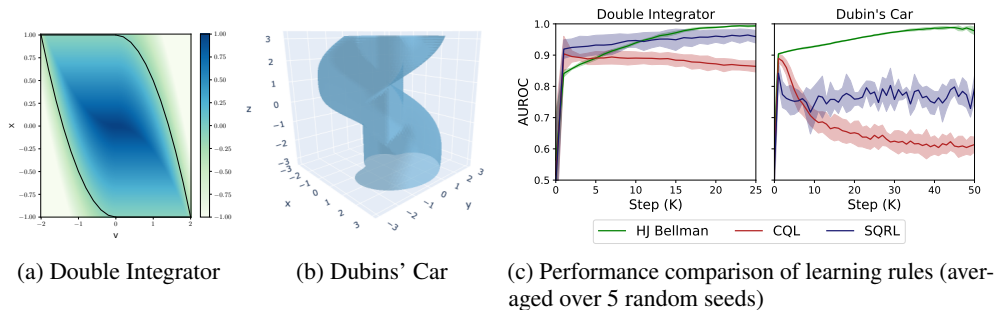 Double Integrator
Dubin's Car
1.00
0.75
0.50
0.25
0.00
−0.25
−0.50
−0.75
−1.00
x
−2 −1 0 1 2
v
1.00
0.75
0.50
0.25
0.00
−0.25
−0.50
−0.75
−1.00
3
2
1
0
−1
−2
−3
z
x
y
1.0
0.9
0.8
0.7
0.6
0.5
AUROC
0 5 10 15 20 25
0 10 20 30 40 50
Step (K)
Step (K)
HJ Bellman CQL SQRL
(a) Double Integrator
(b) Dubins' Car
(c) Performance comparison of learning rules (aver-
aged over 5 random seeds)